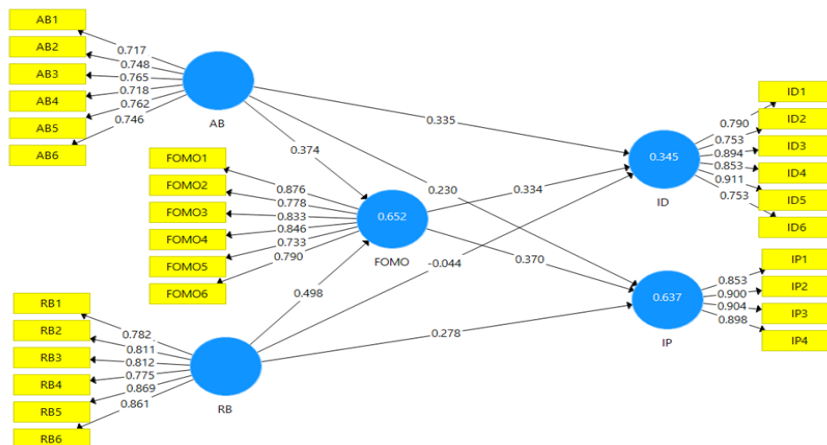 AB1
AB2
AB3
AB4
AB5
AB6
0.717
0.748
0.765
0.718
0.762
0.746
AB
0.335
0.374
0.230
FOMO1
FOMO2
FOMO3
FOMO4
FOMO5
FOMO6
0.876
0.778
0.833
0.846
0.733
0.790
0.652
FOMO
0.334
-0.044
0.370
0.498
0.278
RB1
RB2
RB3
RB4
RB5
RB6
0.782
0.811
0.812
0.775
0.869
0.861
RB
0.345
ID
0.790
0.753
0.894
0.853
0.911
0.753
ID1
ID2
ID3
ID4
ID5
ID6
0.637
IP
0.853
0.900
0.904
0.898
IP1
IP2
IP3
IP4